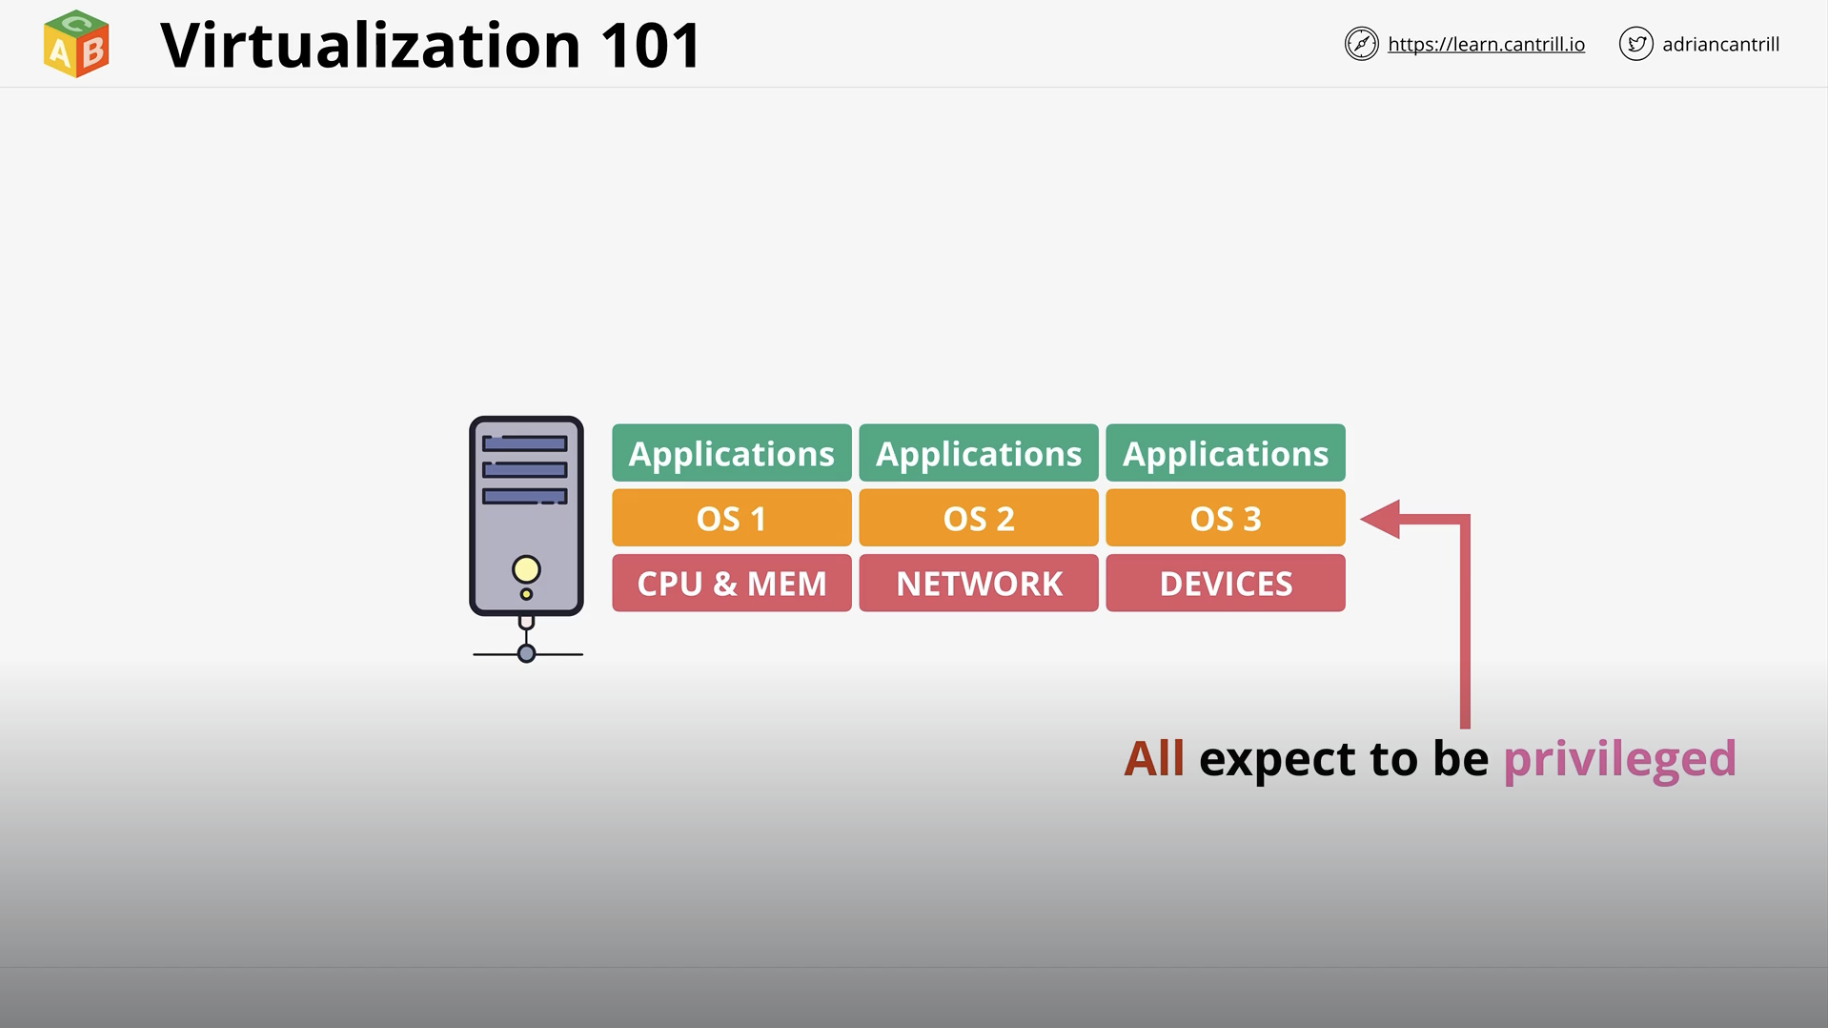 ABC
Virtualization 101
https://learn.cantrill.io
adriancantrill
Applications Applications Applications
OS 1 OS 2 OS 3
CPU & MEM NETWORK DEVICES
All expect to be privileged